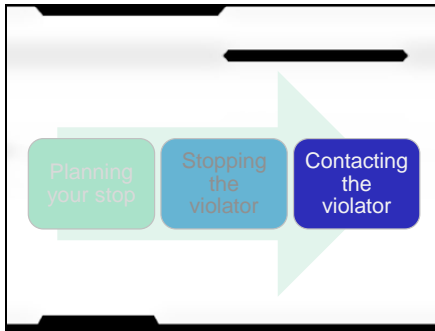 Planning
your stop
Stopping
the
violator
Contacting
the
violator